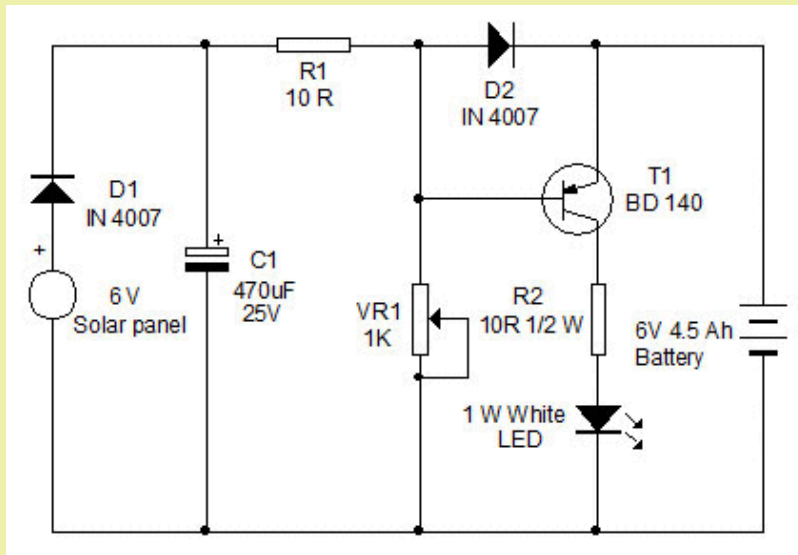 R1
10 R
D2
IN 4007
D1
IN 4007
T1
BD 140
+
+
C1
470uF
25V
6 V
Solar panel
VR1
1K
R2
10R 1/2 W
6V 4.5 Ah
Battery
1 W White
LED